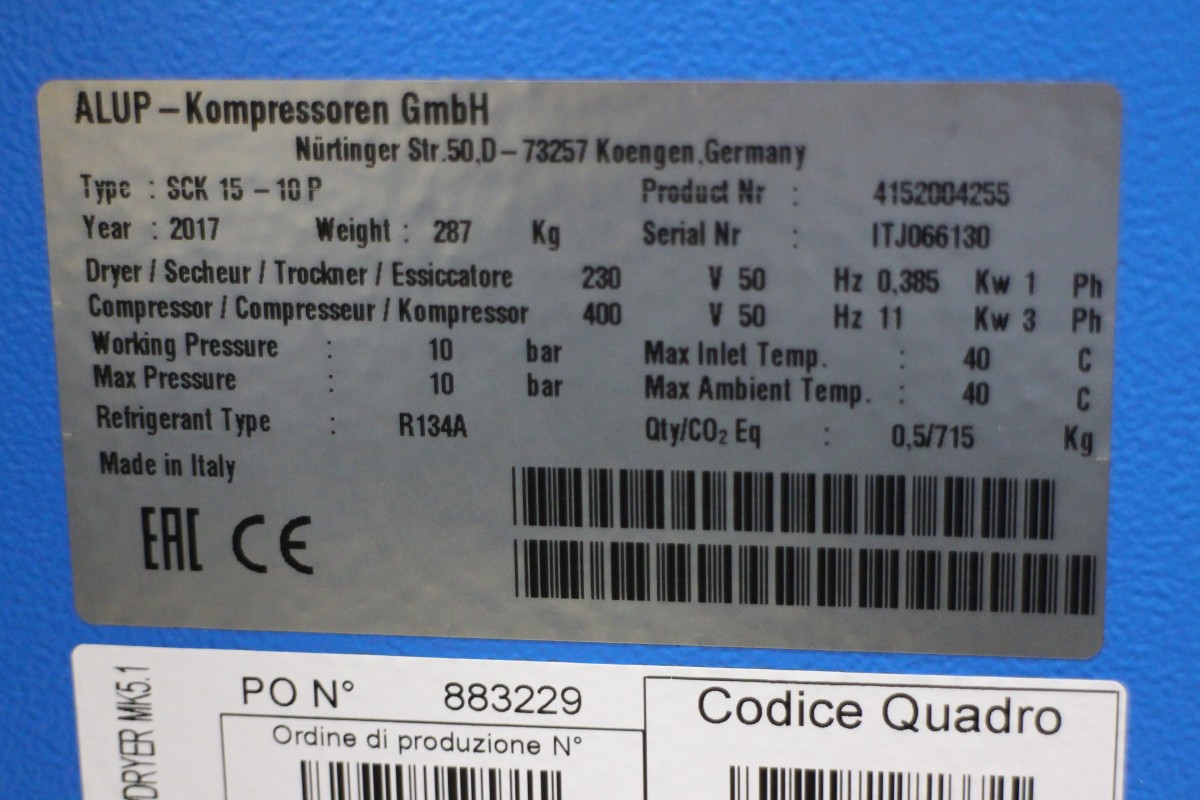 ALUP – Kompressoren GmbH
Nürtinger Str.50,D – 73257 Koengen,Germany
Type : SCK 15 – 10 P Product Nr : 4152004255
Year : 2017 Weight : 287 Kg Serial Nr : ITJ066130
Dryer / Secheur / Trockner / Essiccatore 230 V 50 Hz 0,385 Kw 1 Ph
Compressor / Compresseur / Kompressor 400 V 50 Hz 11 Kw 3 Ph
Working Pressure : 10 bar Max Inlet Temp. : 40 C
Max Pressure : 10 bar Max Ambient Temp. : 40 C
Refrigerant Type : R134A Qty/CO₂ Eq : 0,5/715 Kg
Made in Italy
EAC CE
DRYER MK5.1
PO N° 883229
Codice Quadro
Ordine di produzione N°